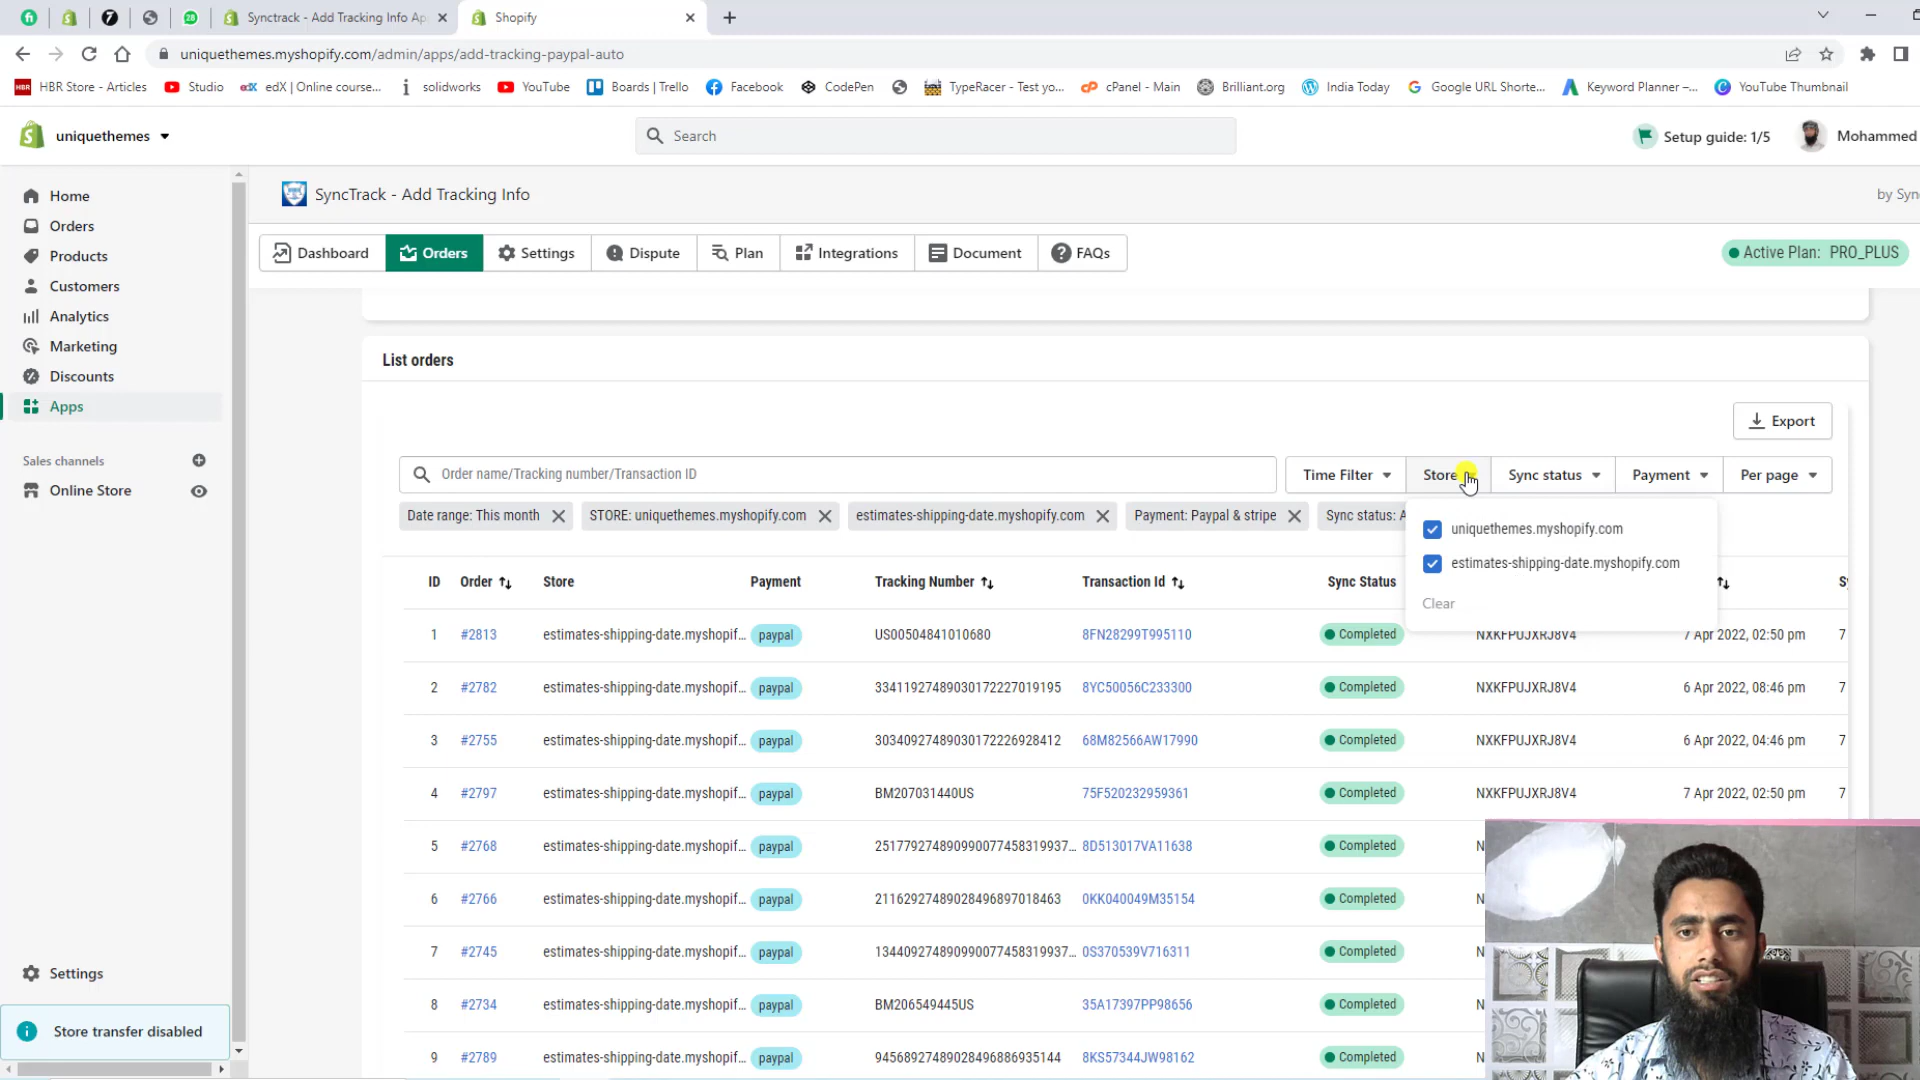 Synctrack - Add Tracking Info Ap
Shopify
uniquethemes.myshopify.com/admin/apps/add-tracking-paypal-auto
HBR Store - Articles
Studio
edX | Online course...
solidworks
YouTube
Boards | Trello
Facebook
CodePen
TypeRacer - Test yo...
cPanel - Main
Brilliant.org
India Today
Google URL Shorte...
Keyword Planner –...
YouTube Thumbnail
uniquethemes
Search
Setup guide: 1/5
Mohammed
Home
Orders
Products
Customers
Analytics
Marketing
Discounts
Apps
Sales channels
Online Store
Settings
Store transfer disabled
SyncTrack - Add Tracking Info
by Syn
Dashboard
Orders
Settings
Dispute
Plan
Integrations
Document
FAQs
Active Plan: PRO_PLUS
List orders
Export
Order name/Tracking number/Transaction ID
Time Filter
Store
Sync status
Payment
Per page
Date range: This month
STORE: uniquethemes.myshopify.com
estimates-shipping-date.myshopify.com
Payment: Paypal & stripe
Sync status: A
uniquethemes.myshopify.com
estimates-shipping-date.myshopify.com
Clear
ID Order Store Payment Tracking Number Transaction Id Sync Status S
1 #2813 estimates-shipping-date.myshopif... paypal US00504841010680 8FN28299T995110 Completed NXKFPUJXRJ8V4 7 Apr 2022, 02:50 pm 7
2 #2782 estimates-shipping-date.myshopif... paypal 33411927489030172227019195 8YC50056C233300 Completed NXKFPUJXRJ8V4 6 Apr 2022, 08:46 pm 7
3 #2755 estimates-shipping-date.myshopif... paypal 30340927489030172226928412 68M82566AW17990 Completed NXKFPUJXRJ8V4 6 Apr 2022, 04:46 pm 7
4 #2797 estimates-shipping-date.myshopif... paypal BM207031440US 75F520232959361 Completed NXKFPUJXRJ8V4 7 Apr 2022, 02:50 pm 7
5 #2768 estimates-shipping-date.myshopif... paypal 251779274890990077458319937... 8D513017VA11638 Completed N
6 #2766 estimates-shipping-date.myshopif... paypal 21162927489028496897018463 0KK040049M35154 Completed N
7 #2745 estimates-shipping-date.myshopif... paypal 134409274890990077458319937... 0S370539V716311 Completed N
8 #2734 estimates-shipping-date.myshopif... paypal BM206549445US 35A17397PP98656 Completed N
9 #2789 estimates-shipping-date.myshopif... paypal 94568927489028496886935144 8KS57344JW98162 Completed N